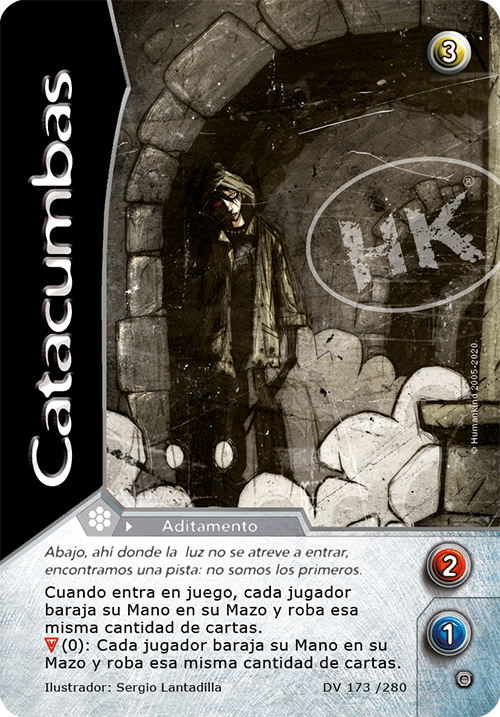 Catacumbas
3
HK®
© Humankind 2005-2020.
Aditamento
Abajo, ahí donde la luz no se atreve a entrar,
encontramos una pista: no somos los primeros.
Cuando entra en juego, cada jugador
baraja su Mano en su Mazo y roba esa
misma cantidad de cartas.
(0): Cada jugador baraja su Mano en su
Mazo y roba esa misma cantidad de cartas.
2
1
Ilustrador: Sergio Lantadilla
DV 173 /280